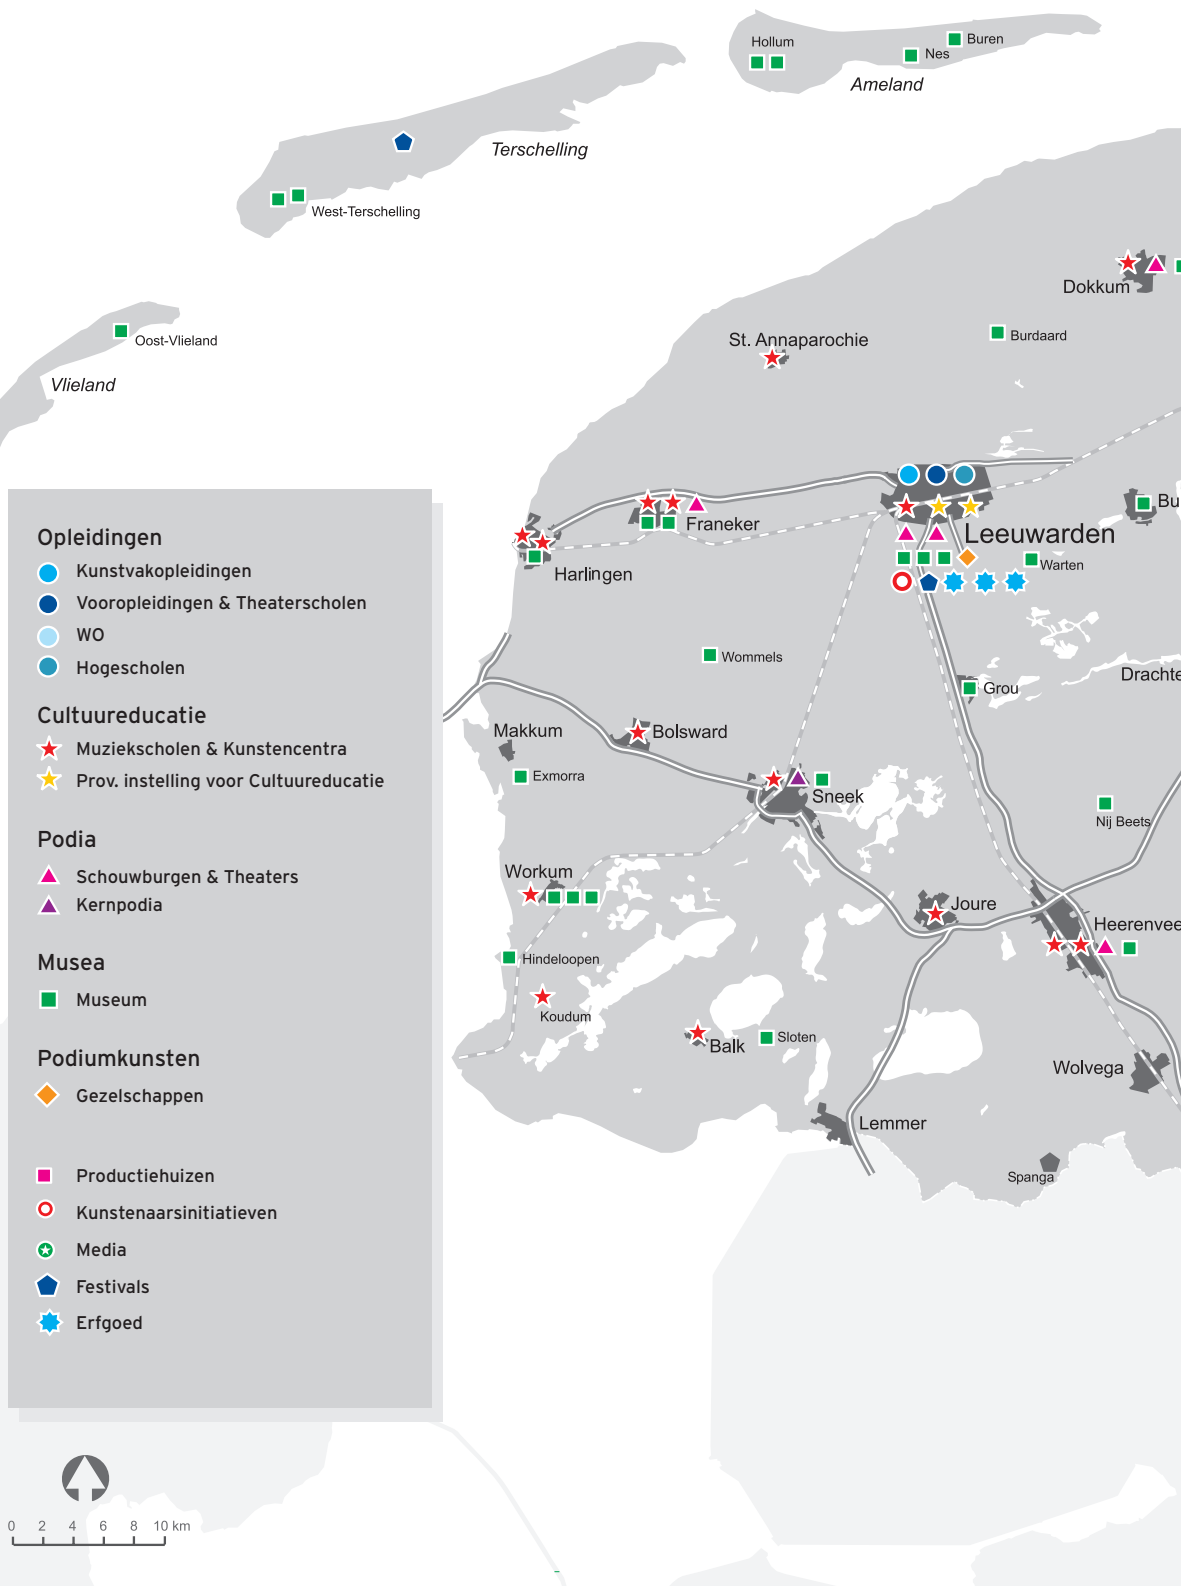 Hollum
Buren
Nes
Ameland
Terschelling
West-Terschelling
Dokkum
Oost-Vlieland
St. Annaparochie
Burdaard
Vlieland
Bu
Franeker
Leeuwarden
Harlingen
Warten
Wommels
Drachte
Grou
Makkum
Bolsward
Exmorra
Sneek
Nij Beets
Workum
Joure
Heerenvee
Hindeloopen
Koudum
Balk
Sloten
Wolvega
Lemmer
Spanga
Opleidingen
Kunstvakopleidingen
Vooropleidingen & Theaterscholen
WO
Hogescholen
Cultuureducatie
Muziekscholen & Kunstencentra
Prov. instelling voor Cultuureducatie
Podia
Schouwburgen & Theaters
Kernpodia
Musea
Museum
Podiumkunsten
Gezelschappen
Productiehuizen
Kunstenaarsinitiatieven
Media
Festivals
Erfgoed
0 2 4 6 8 10 km